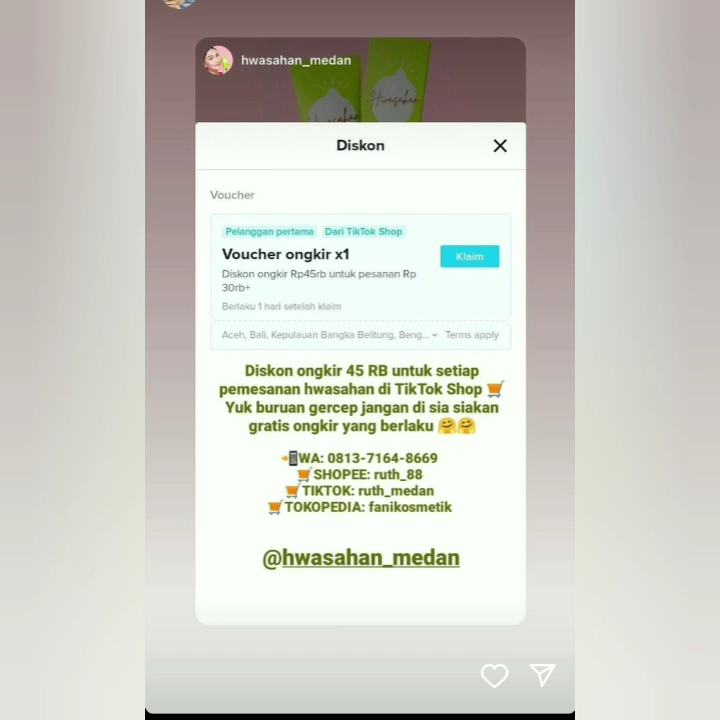 hwasahan_medan
Hwasahan
Hwasahan
Diskon
Voucher
Pelanggan pertama Dari TikTok Shop
Voucher ongkir x1
Klaim
Diskon ongkir Rp45rb untuk pesanan Rp
30rb+
Berlaku 1 hari setelah klaim
Aceh, Bali, Kepulauan Bangka Belitung, Beng... Terms apply
Diskon ongkir 45 RB untuk setiap
pemesanan hwasahan di TikTok Shop 🛒
Yuk buruan gercep jangan di sia siakan
gratis ongkir yang berlaku 🤗🤗
📲WA: 0813-7164-8669
🛒SHOPEE: ruth_88
🛒TIKTOK: ruth_medan
🛒TOKOPEDIA: fanikosmetik
@hwasahan_medan